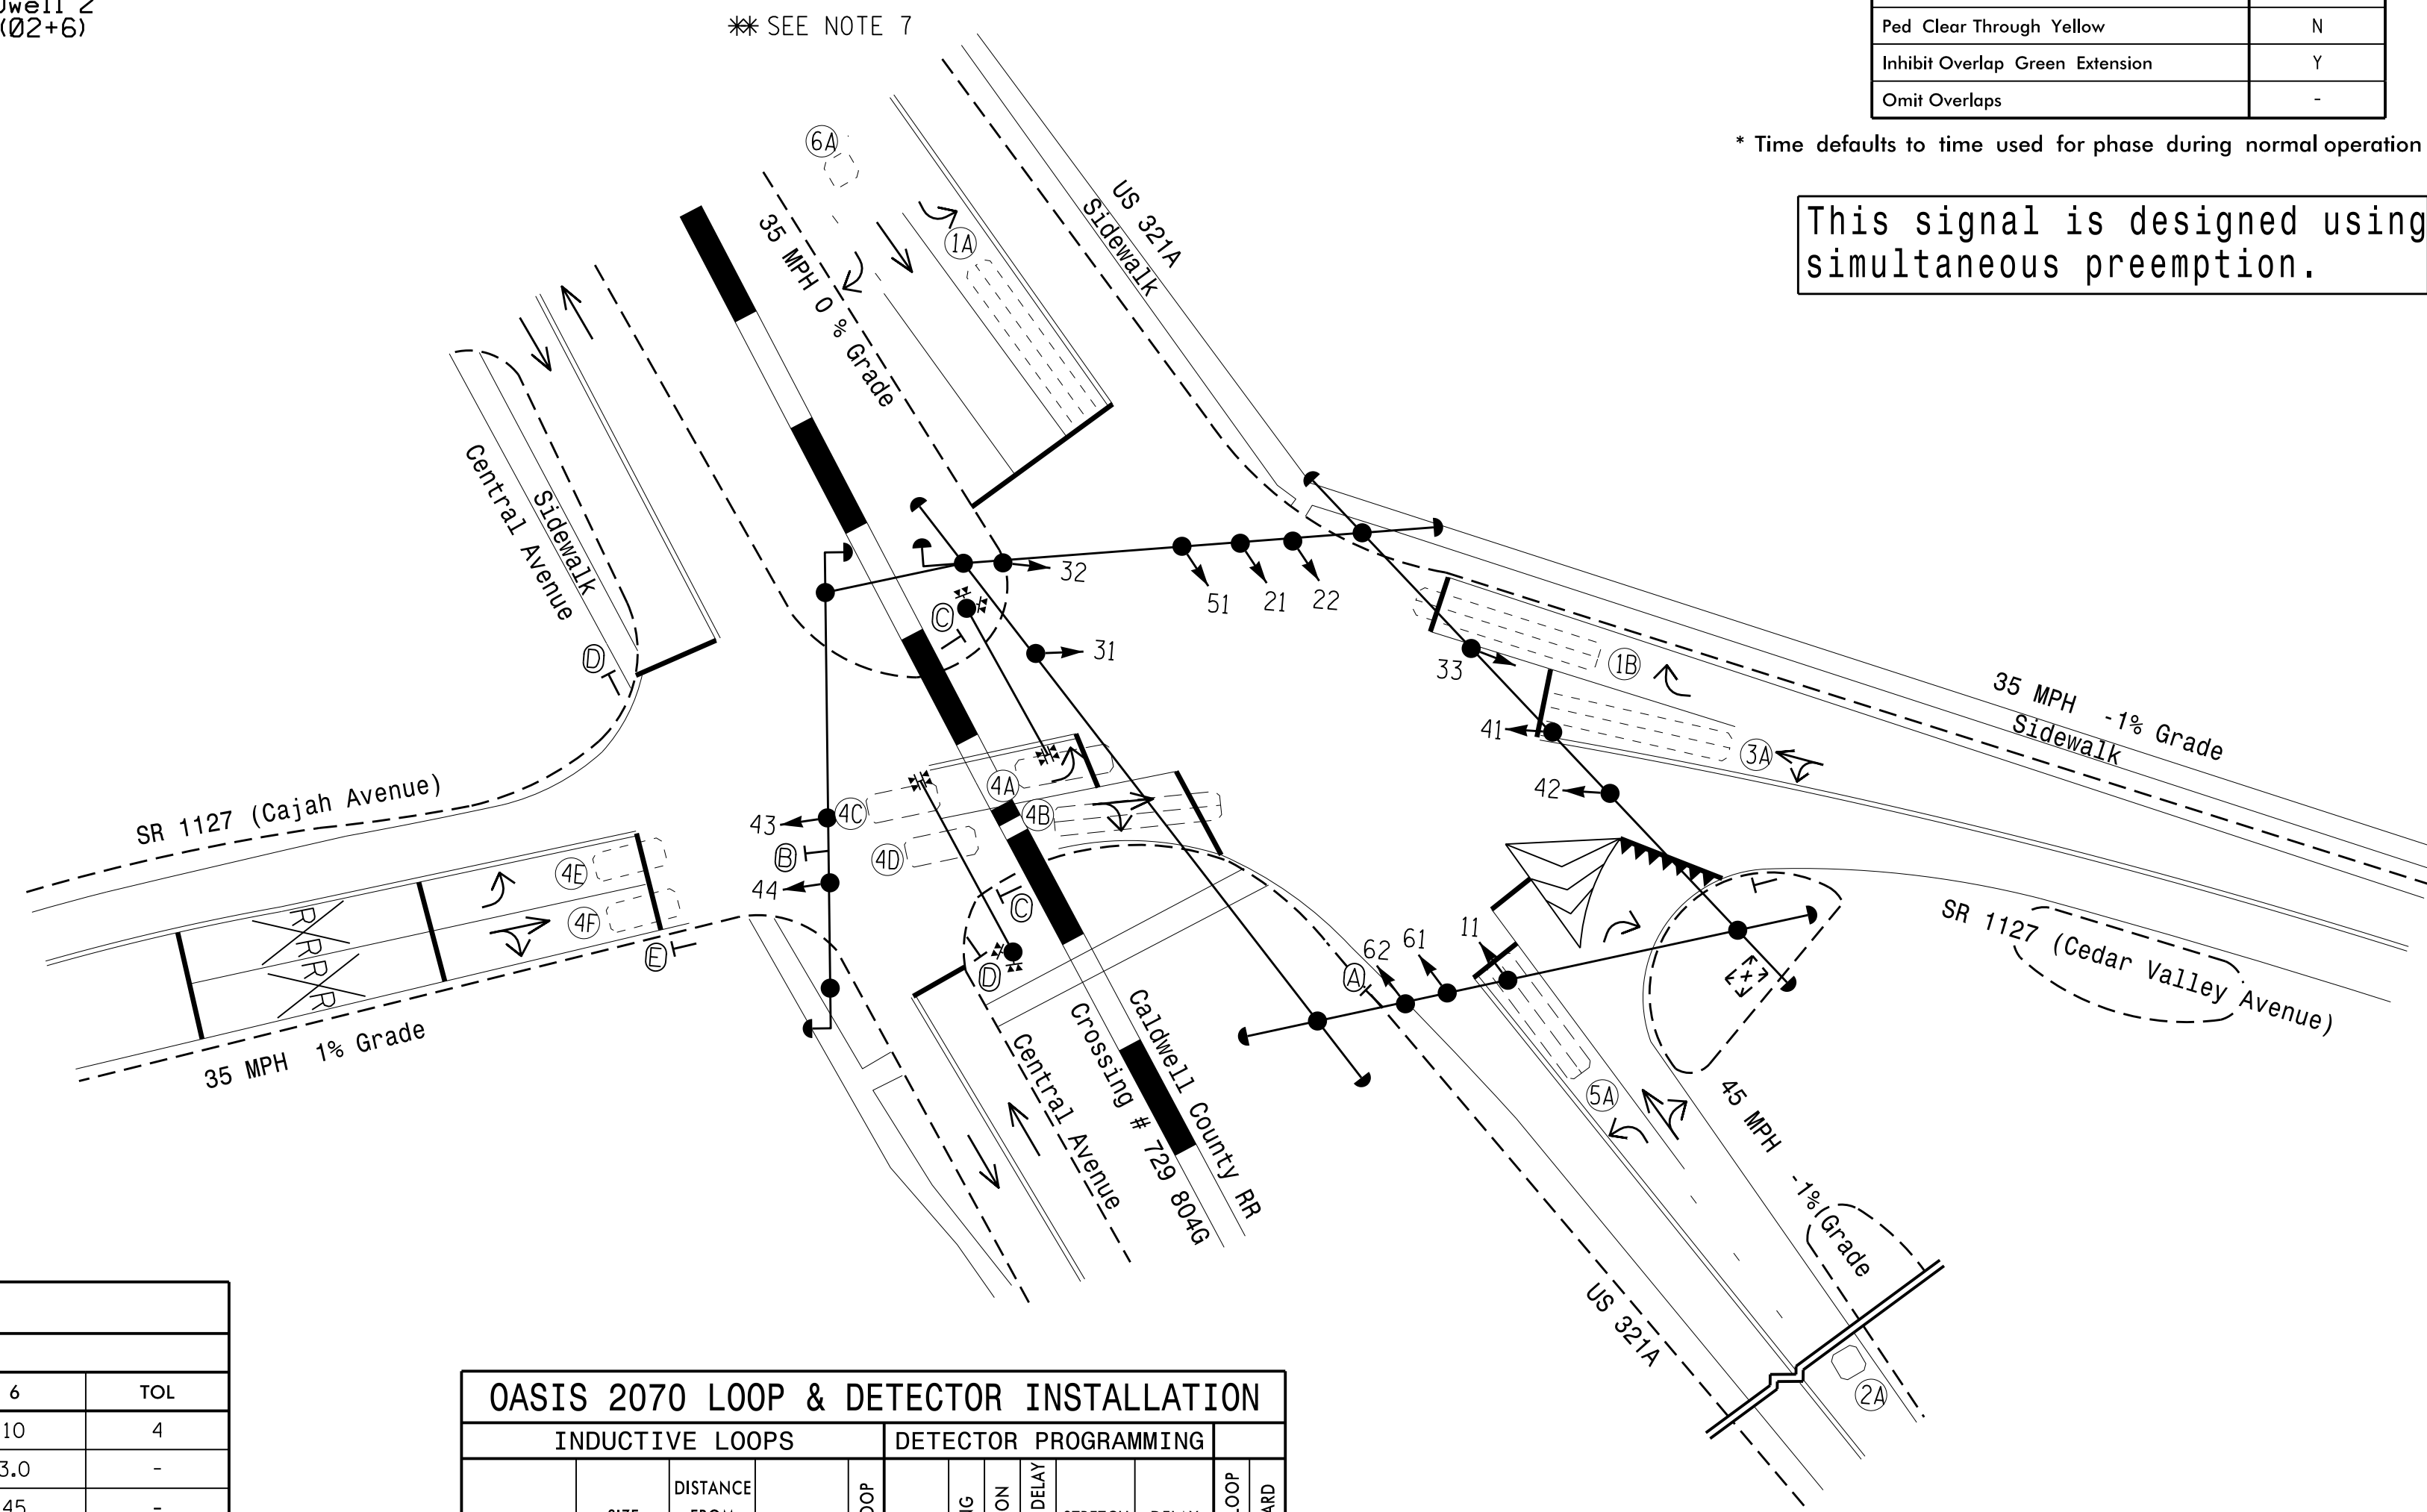 (02+6)
** SEE NOTE 7
Ped Clear Through Yellow N
Inhibit Overlap Green Extension Y
Omit Overlaps -
* Time defaults to time used for phase during normal operation
This signal is designed using
simultaneous preemption.
6A
1A
US 321A
Sidewalk
35 MPH 0 % Grade
Central Avenue
Sidewalk
32
51
21
22
31
C
D
33
1B
35 MPH -1% Grade
Sidewalk
41
3A
42
SR 1127 (Cajah Avenue)
43
4C
4A
4B
B
4D
44
4E
4F
E
R R
R R
35 MPH 1% Grade
C
D
A
62
61
11
SR 1127 (Cedar Valley Avenue)
Central Avenue
Crossing # 729 804G
Caldwell County RR
5A
45 MPH -1% Grade
US 321A
2A
6 TOL
10 4
3.0 -
45 -
OASIS 2070 LOOP & DETECTOR INSTALLATION
INDUCTIVE LOOPS DETECTOR PROGRAMMING
DISTANCE
DELAY
LOOP